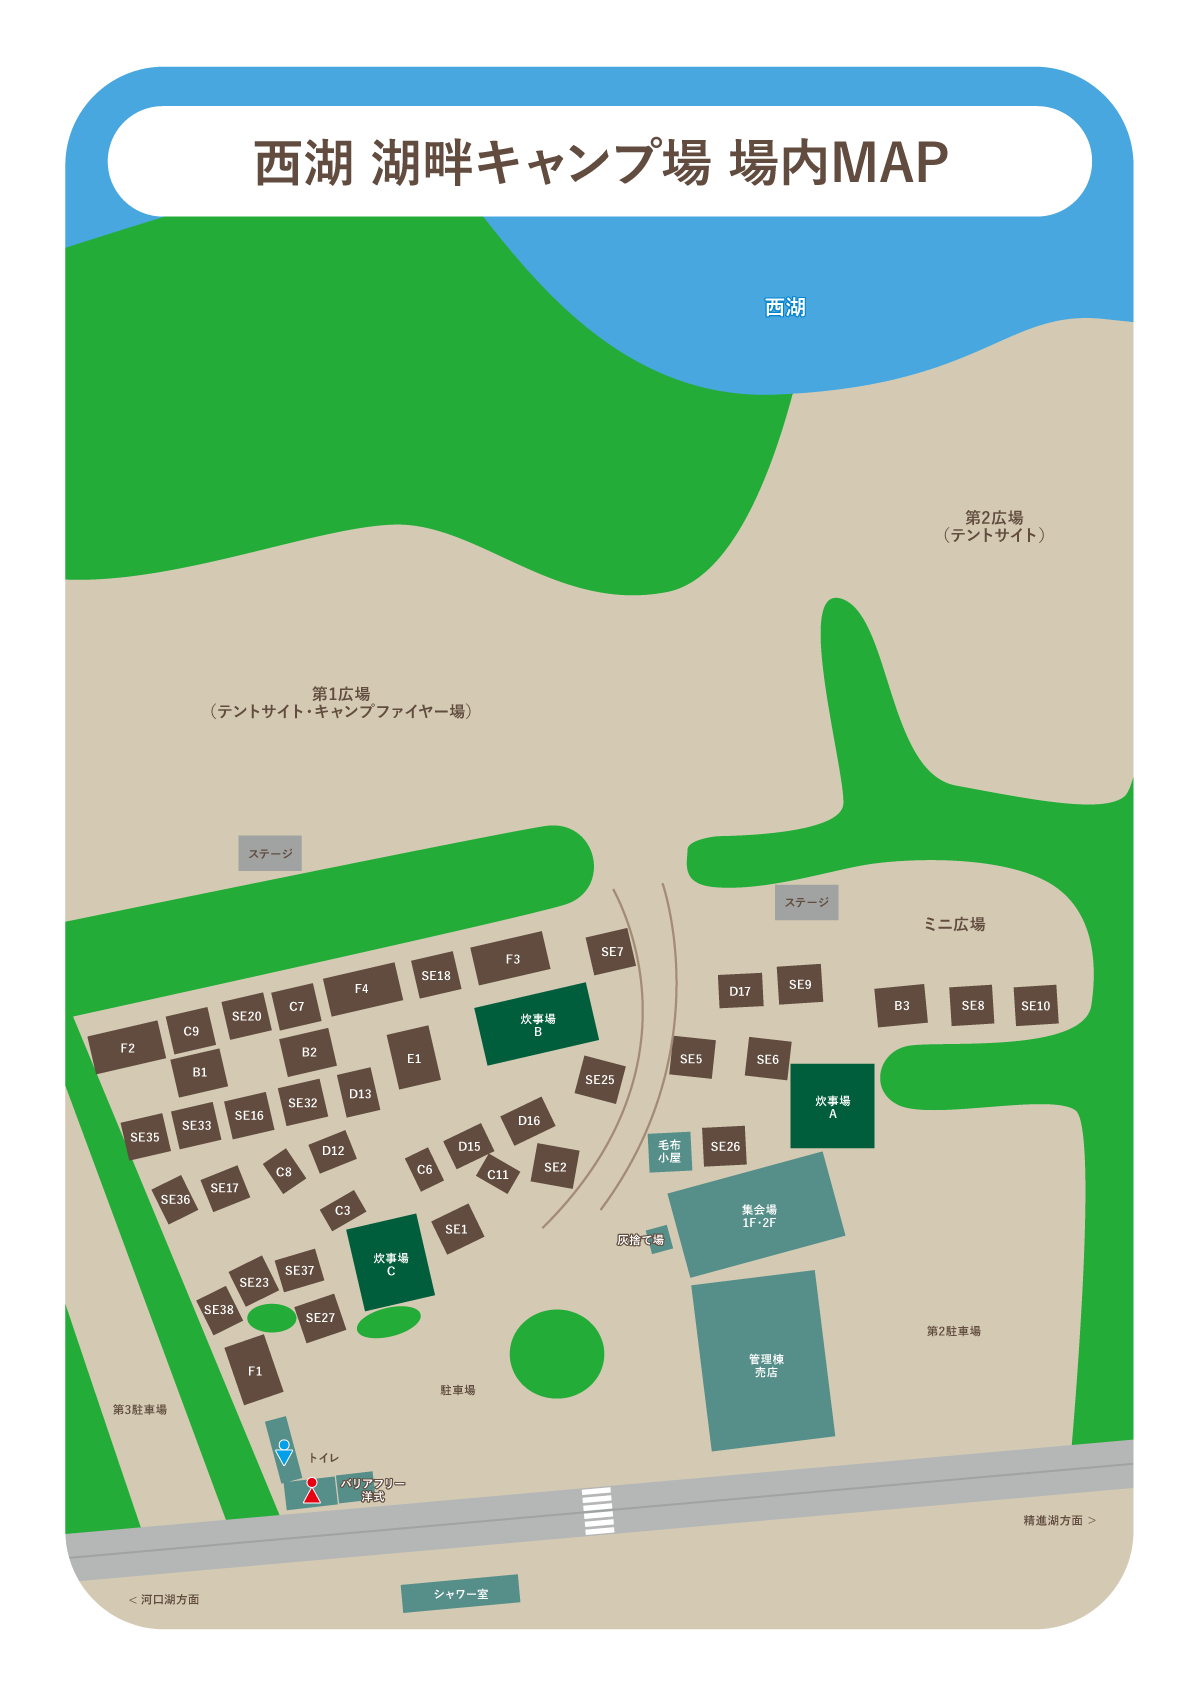 西湖 湖畔キャンプ場 場内MAP
西湖
第2広場
（テントサイト）
第1広場
（テントサイト・キャンプファイヤー場）
ステージ
ステージ
ミニ広場
SE7
F3
SE18
F4
C7
SE20
C9
F2
B1
B2
E1
炊事場
B
D17
SE9
B3
SE8
SE10
SE5
SE6
SE25
炊事場
A
D13
SE32
SE16
SE33
SE35
D16
D15
D12
C8
C6
C11
SE2
SE36
SE17
C3
SE1
毛布
小屋
SE26
集会場
1F・2F
灰捨て場
炊事場
C
SE37
SE23
SE38
SE27
F1
管理棟
売店
第2駐車場
駐車場
第3駐車場
トイレ
バリアフリー
洋式
精進湖方面 >
シャワー室
< 河口湖方面